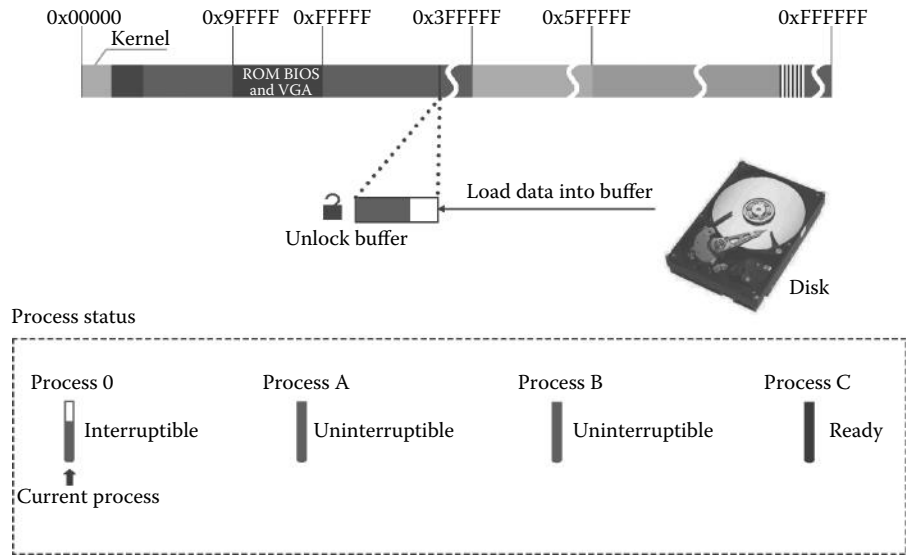 0x00000 0x9FFFF 0xFFFFF 0x3FFFFF 0x5FFFFF 0xFFFFFF
Kernel
ROM BIOS
and VGA
Load data into buffer
Unlock buffer
Disk
Process status
Process 0 Process A Process B Process C
Interruptible Uninterruptible Uninterruptible Ready
Current process